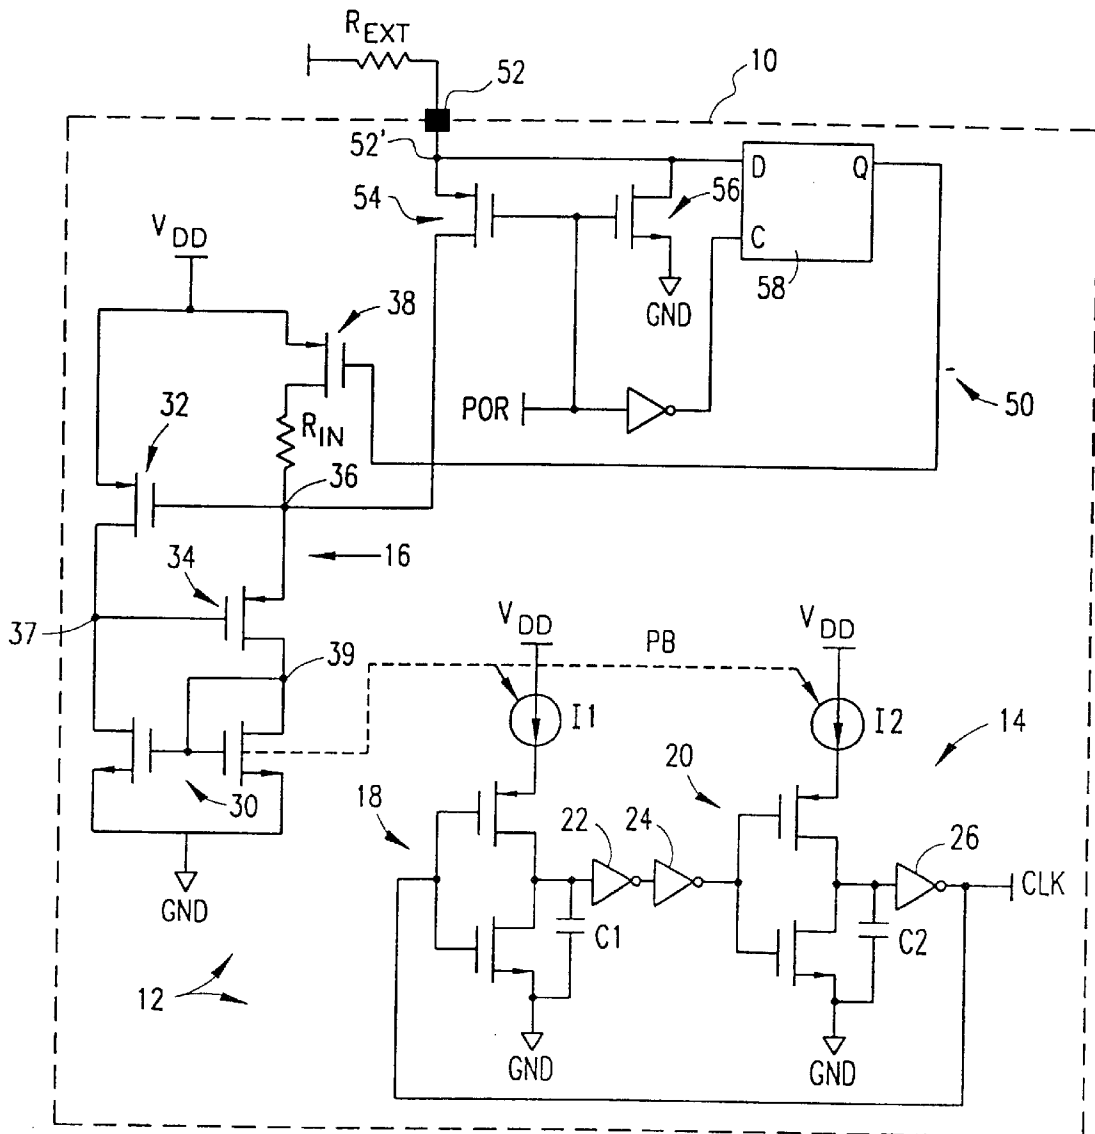 R_EXT
52
10
52'
D
Q
54
56
C
58
V_DD
GND
38
32
R_IN
POR
50
36
16
34
37
V_DD
PB
V_DD
39
I1
I2
14
30
18
20
22
24
26
CLK
C1
C2
GND
12
GND
GND